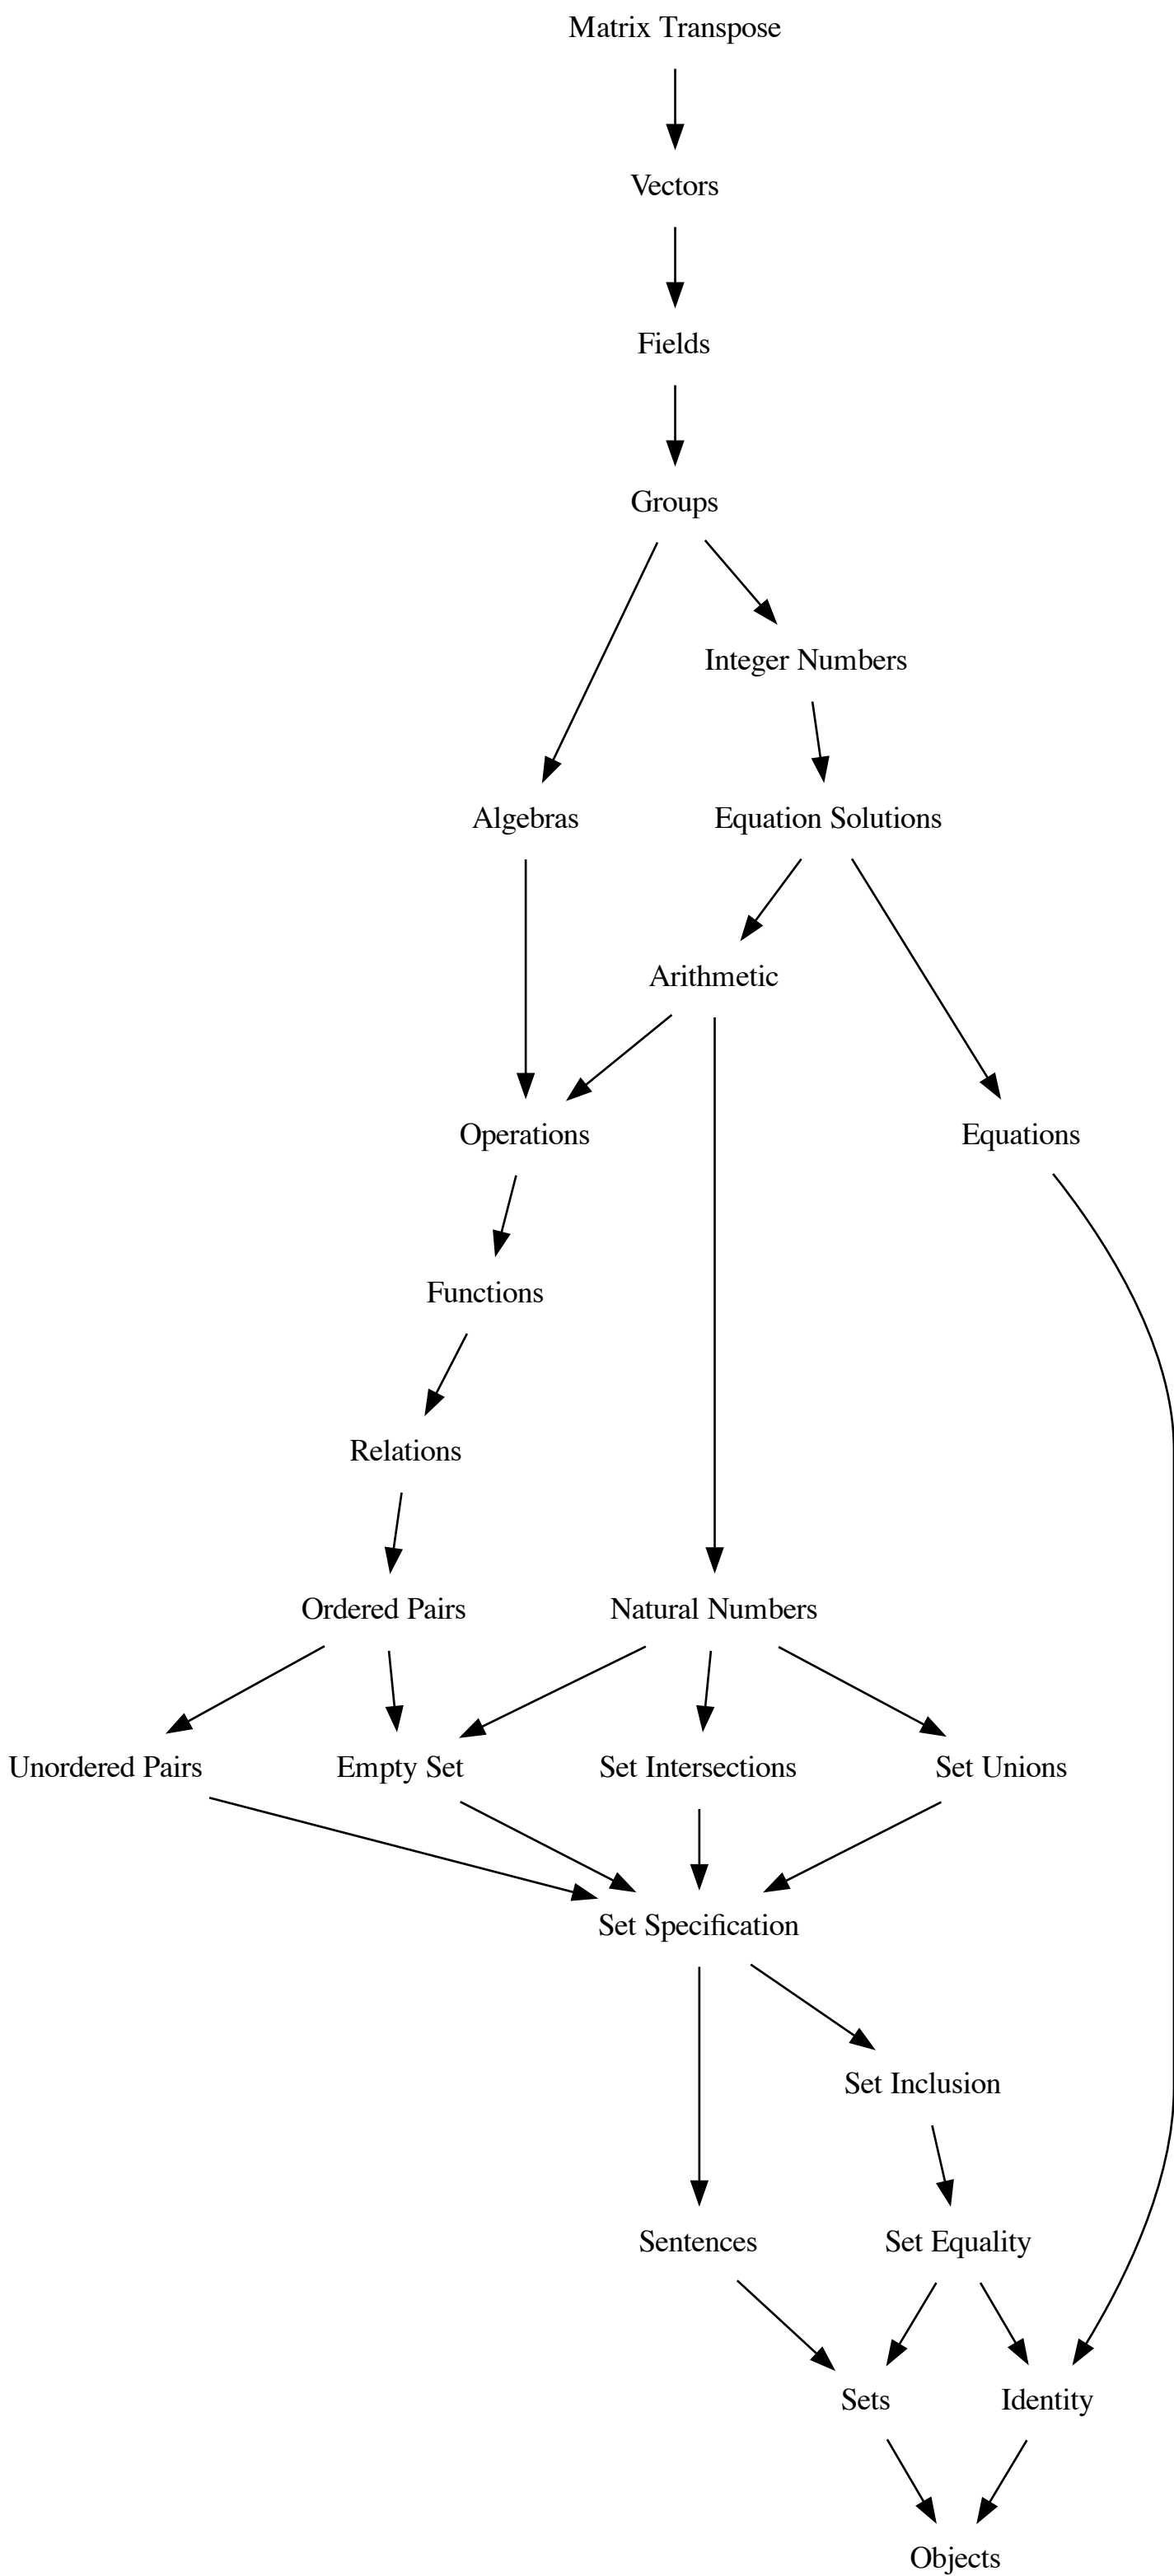 Matrix Transpose
Vectors
Fields
Groups
Integer Numbers
Algebras
Equation Solutions
Arithmetic
Operations
Equations
Functions
Relations
Ordered Pairs
Natural Numbers
Unordered Pairs
Empty Set
Set Intersections
Set Unions
Set Specification
Set Inclusion
Sentences
Set Equality
Sets
Identity
Objects